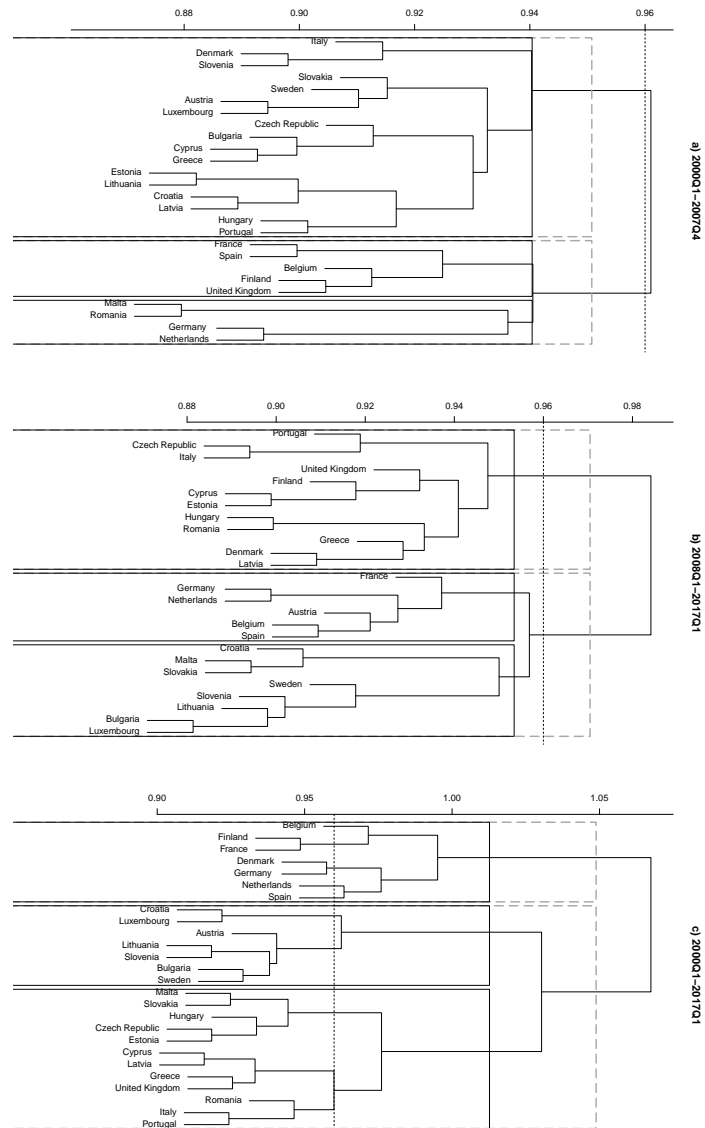 0.88 0.90 0.92 0.94 0.96
a) 2000Q1−2007Q4
Italy
Denmark
Slovenia
Slovakia
Sweden
Austria
Luxembourg
Czech Republic
Bulgaria
Cyprus
Greece
Estonia
Lithuania
Croatia
Latvia
Hungary
Portugal
France
Spain
Belgium
Finland
United Kingdom
Malta
Romania
Germany
Netherlands
0.88 0.90 0.92 0.94 0.96 0.98
b) 2008Q1−2017Q1
Portugal
Czech Republic
Italy
United Kingdom
Finland
Cyprus
Estonia
Hungary
Romania
Greece
Denmark
Latvia
France
Germany
Netherlands
Austria
Belgium
Spain
Croatia
Malta
Slovakia
Sweden
Slovenia
Lithuania
Bulgaria
Luxembourg
0.90 0.95 1.00 1.05
c) 2000Q1−2017Q1
Belgium
Finland
France
Denmark
Germany
Netherlands
Spain
Croatia
Luxembourg
Austria
Lithuania
Slovenia
Bulgaria
Sweden
Malta
Slovakia
Hungary
Czech Republic
Estonia
Cyprus
Latvia
Greece
United Kingdom
Romania
Italy
Portugal